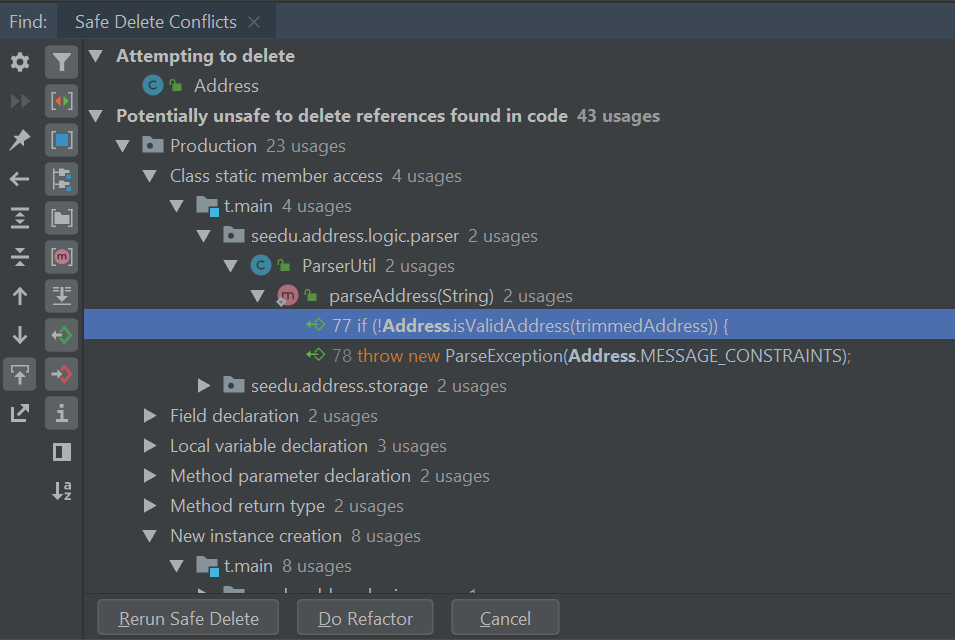 Find: Safe Delete Conflicts
Attempting to delete
Address
Potentially unsafe to delete references found in code 43 usages
Production 23 usages
Class static member access 4 usages
t.main 4 usages
seedu.address.logic.parser 2 usages
ParserUtil 2 usages
parseAddress(String) 2 usages
77 if (!Address.isValidAddress(trimmedAddress)) {
78 throw new ParseException(Address.MESSAGE_CONSTRAINTS);
seedu.address.storage 2 usages
Field declaration 2 usages
Local variable declaration 3 usages
Method parameter declaration 2 usages
Method return type 2 usages
New instance creation 8 usages
t.main 8 usages
Rerun Safe Delete Do Refactor Cancel